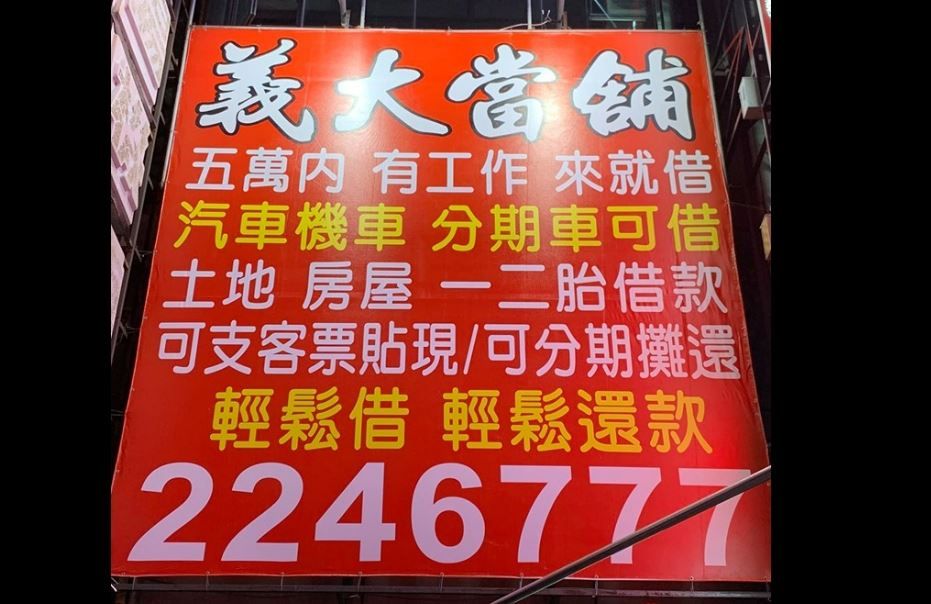 義大當舖
五萬內 有工作 來就借
汽車機車 分期車可借
土地 房屋 一二胎借款
可支客票貼現/可分期攤還
輕鬆借 輕鬆還款
2246777